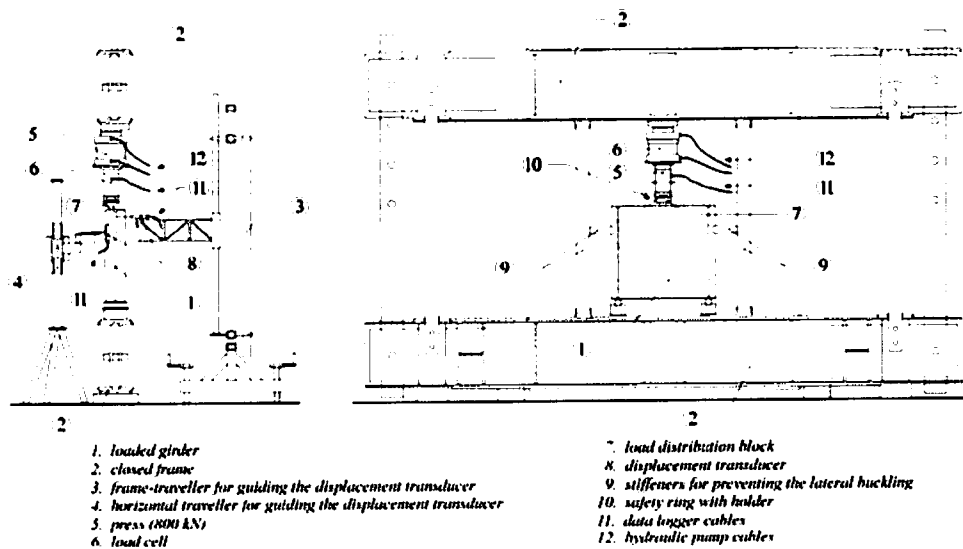 2
2
5
6
7
4
11
12
11
3
8
1
2
10
6
5
12
11
7
9
9
1
2
1. loaded girder
2. closed frame
3. frame-traveller for guiding the displacement transducer
4. horizontal traveller for guiding the displacement transducer
5. press (800 kN)
6. load cell
7. load distribution block
8. displacement transducer
9. stiffeners for preventing the lateral buckling
10. safety ring with holder
11. data logger cables
12. hydraulic pump cables